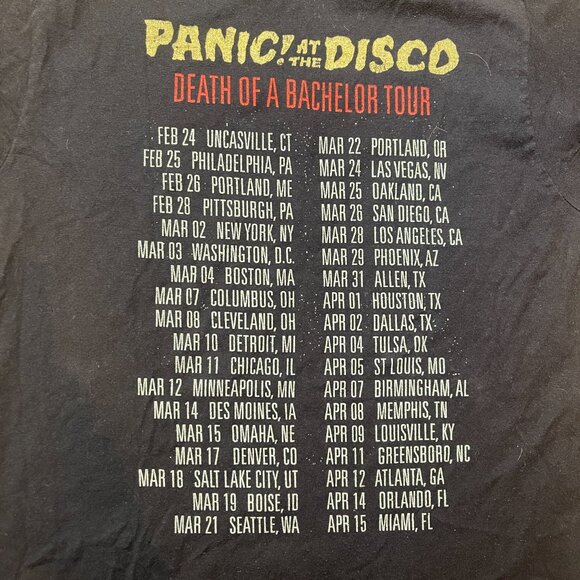 PANIC! AT THE DISCO
DEATH OF A BACHELOR TOUR
FEB 24 UNCASVILLE, CT
FEB 25 PHILADELPHIA, PA
FEB 26 PORTLAND, ME
FEB 28 PITTSBURGH, PA
MAR 02 NEW YORK, NY
MAR 03 WASHINGTON, D.C.
MAR 04 BOSTON, MA
MAR 07 COLUMBUS, OH
MAR 08 CLEVELAND, OH
MAR 10 DETROIT, MI
MAR 11 CHICAGO, IL
MAR 12 MINNEAPOLIS, MN
MAR 14 DES MOINES, IA
MAR 15 OMAHA, NE
MAR 17 DENVER, CO
MAR 18 SALT LAKE CITY, UT
MAR 19 BOISE, ID
MAR 21 SEATTLE, WA
MAR 22 PORTLAND, OR
MAR 24 LAS VEGAS, NV
MAR 25 OAKLAND, CA
MAR 26 SAN DIEGO, CA
MAR 28 LOS ANGELES, CA
MAR 29 PHOENIX, AZ
MAR 31 ALLEN, TX
APR 01 HOUSTON, TX
APR 02 DALLAS, TX
APR 04 TULSA, OK
APR 05 ST LOUIS, MO
APR 07 BIRMINGHAM, AL
APR 08 MEMPHIS, TN
APR 09 LOUISVILLE, KY
APR 11 GREENSBORO, NC
APR 12 ATLANTA, GA
APR 14 ORLANDO, FL
APR 15 MIAMI, FL